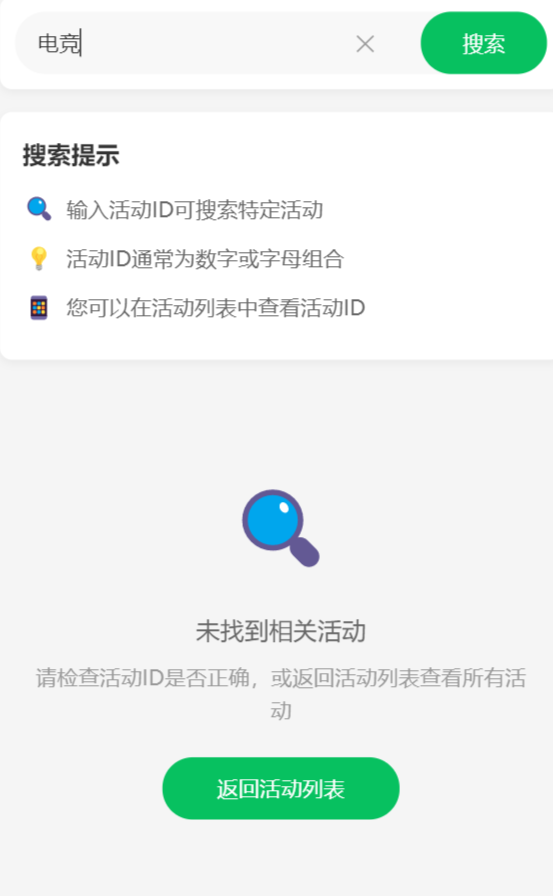 电竞
搜索
搜索提示
输入活动ID可搜索特定活动
活动ID通常为数字或字母组合
您可以在活动列表中查看活动ID
未找到相关活动
请检查活动ID是否正确，或返回活动列表查看所有活
动
返回活动列表